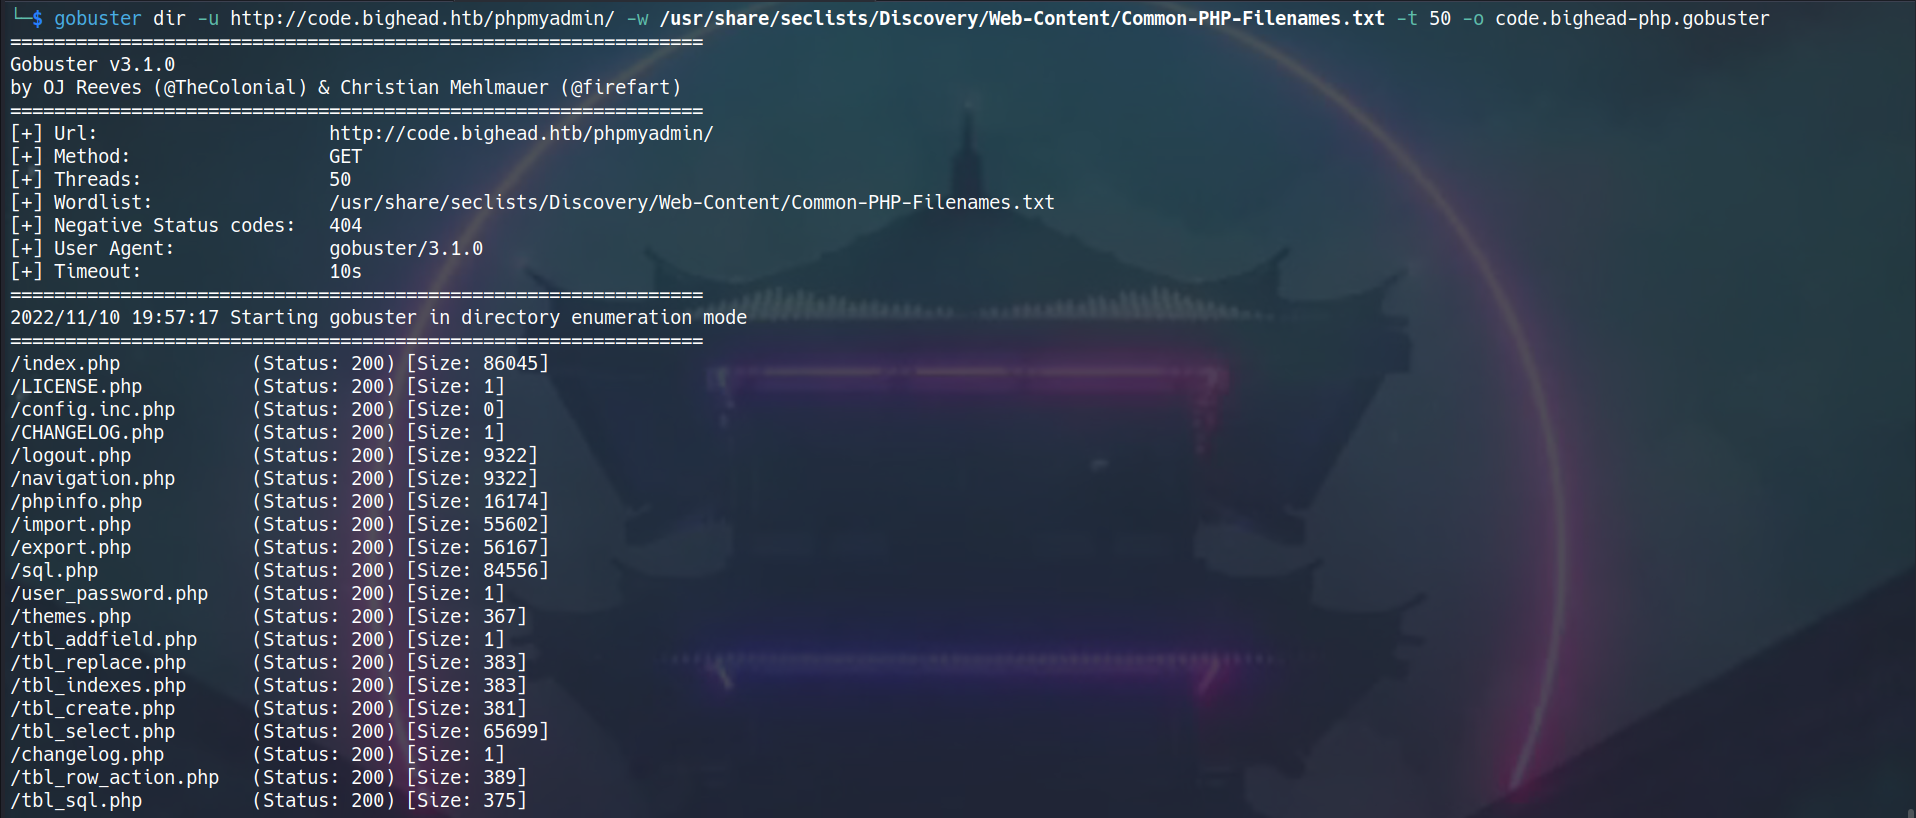 └─$ gobuster dir -u http://code.bighead.htb/phpmyadmin/ -w /usr/share/seclists/Discovery/Web-Content/Common-PHP-Filenames.txt -t 50 -o code.bighead-php.gobuster
===============================================================
Gobuster v3.1.0
by OJ Reeves (@TheColonial) & Christian Mehlmauer (@firefart)
===============================================================
[+] Url:                     http://code.bighead.htb/phpmyadmin/
[+] Method:                  GET
[+] Threads:                 50
[+] Wordlist:                /usr/share/seclists/Discovery/Web-Content/Common-PHP-Filenames.txt
[+] Negative Status codes:   404
[+] User Agent:              gobuster/3.1.0
[+] Timeout:                 10s
===============================================================
2022/11/10 19:57:17 Starting gobuster in directory enumeration mode
===============================================================
/index.php            (Status: 200) [Size: 86045]
/LICENSE.php          (Status: 200) [Size: 1]
/config.inc.php       (Status: 200) [Size: 0]
/CHANGELOG.php        (Status: 200) [Size: 1]
/logout.php           (Status: 200) [Size: 9322]
/navigation.php       (Status: 200) [Size: 9322]
/phpinfo.php          (Status: 200) [Size: 16174]
/import.php           (Status: 200) [Size: 55602]
/export.php           (Status: 200) [Size: 56167]
/sql.php              (Status: 200) [Size: 84556]
/user_password.php    (Status: 200) [Size: 1]
/themes.php           (Status: 200) [Size: 367]
/tbl_addfield.php     (Status: 200) [Size: 1]
/tbl_replace.php      (Status: 200) [Size: 383]
/tbl_indexes.php      (Status: 200) [Size: 383]
/tbl_create.php       (Status: 200) [Size: 381]
/tbl_select.php       (Status: 200) [Size: 65699]
/changelog.php        (Status: 200) [Size: 1]
/tbl_row_action.php   (Status: 200) [Size: 389]
/tbl_sql.php          (Status: 200) [Size: 375]